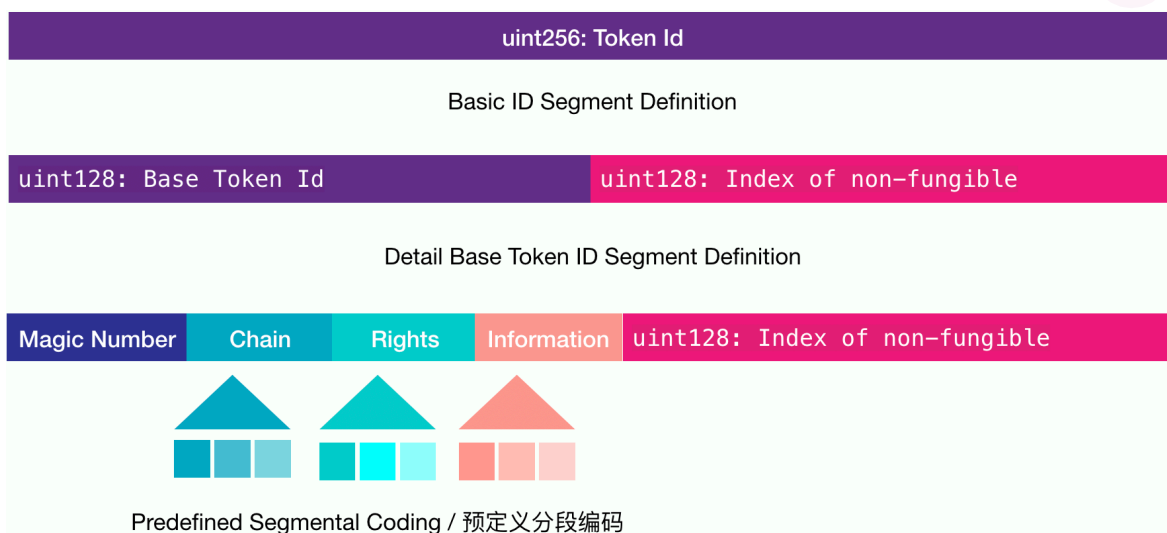 uint256: Token Id
Basic ID Segment Definition
uint128: Base Token Id uint128: Index of non-fungible
Detail Base Token ID Segment Definition
Magic Number Chain Rights Information uint128: Index of non-fungible
Predefined Segmental Coding / 预定义分段编码